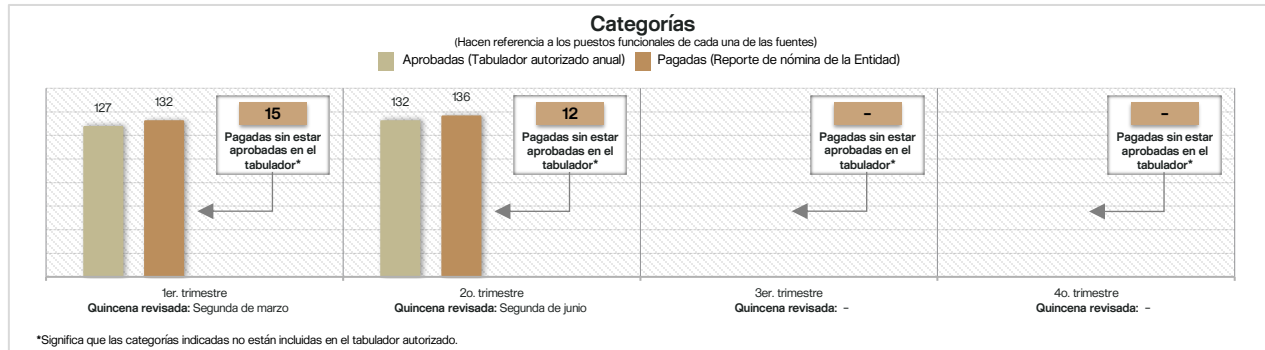 Categorías
(Hacen referencia a los puestos funcionales de cada una de las fuentes)
Aprobadas (Tabulador autorizado anual) Pagadas (Reporte de nómina de la Entidad)
127
132
15
Pagadas sin estar
aprobadas en el
tabulador*
132
136
12
Pagadas sin estar
aprobadas en el
tabulador*
–
Pagadas sin estar
aprobadas en el
tabulador*
–
Pagadas sin estar
aprobadas en el
tabulador*
1er. trimestre
Quincena revisada: Segunda de marzo
2o. trimestre
Quincena revisada: Segunda de junio
3er. trimestre
Quincena revisada: –
4o. trimestre
Quincena revisada: –
*Significa que las categorías indicadas no están incluidas en el tabulador autorizado.